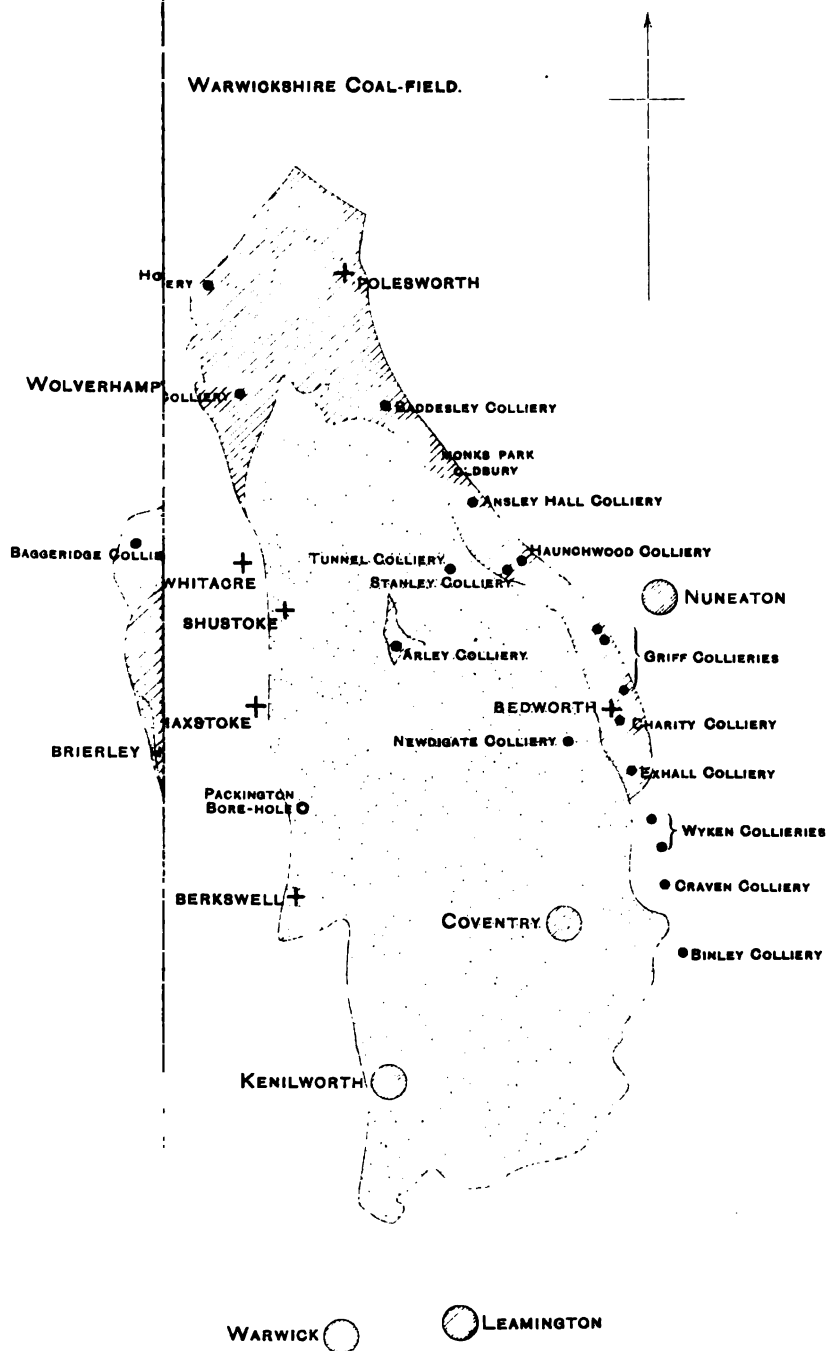 WARWICKSHIRE COAL-FIELD.
POLESWORTH
WOLVERHAMP
BADDESLEY COLLIERY
MONKS PARK
OLDBURY
ANSLEY HALL COLLIERY
HAUNCHWOOD COLLIERY
BAGGERIDGE COLLIE
TUNNEL COLLIERY
WHITACRE
STANLEY COLLIERY
NUNEATON
SHUSTOKE
ARLEY COLLIERY
GRIFF COLLIERIES
BEDWORTH
MAXSTOKE
CHARITY COLLIERY
NEWDIGATE COLLIERY
BRIERLEY
EXHALL COLLIERY
PACKINGTON
BORE-HOLE
WYKEN COLLIERIES
CRAVEN COLLIERY
BERKSWELL
COVENTRY
BINLEY COLLIERY
KENILWORTH
LEAMINGTON
WARWICK